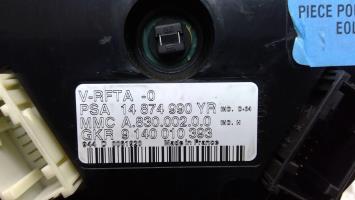 PIECE PO
EOL
V-RFTA -0
PSA 14 874 990 YR IND. D-04
MMC A.830.002.0.0 IND. H
GKR 9 140 010 393
Made in France